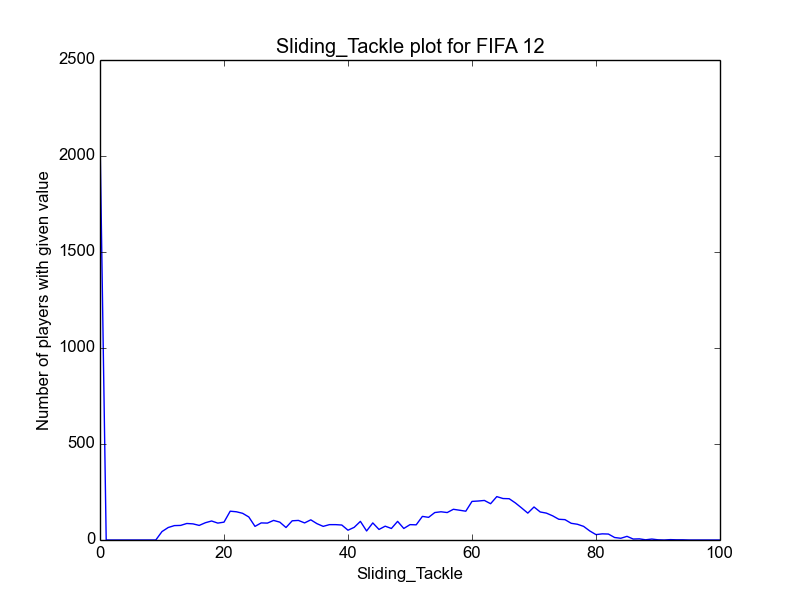 Sliding_Tackle plot for FIFA 12
Number of players with given value
2500
2000
1500
1000
500
0
0 20 40 60 80 100
Sliding_Tackle